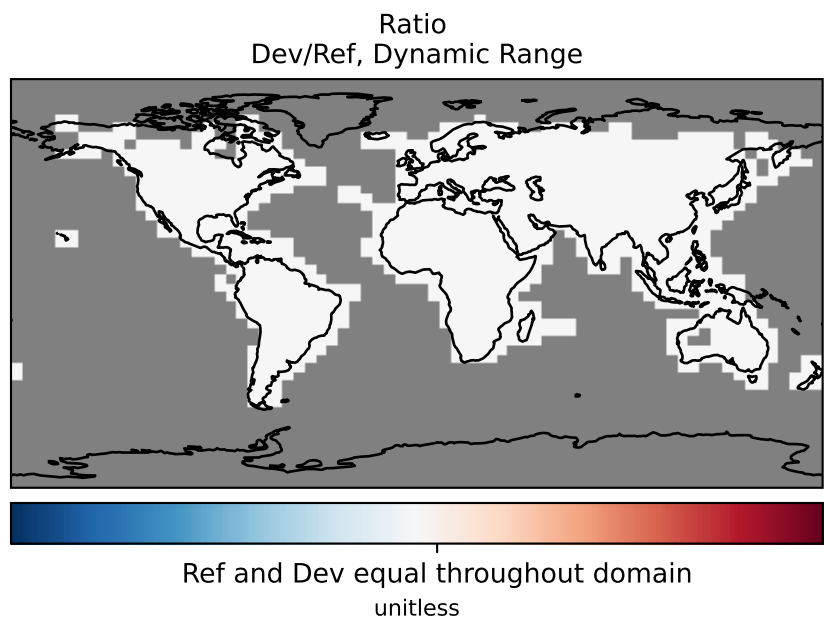 Ratio
Dev/Ref, Dynamic Range
Ref and Dev equal throughout domain
unitless